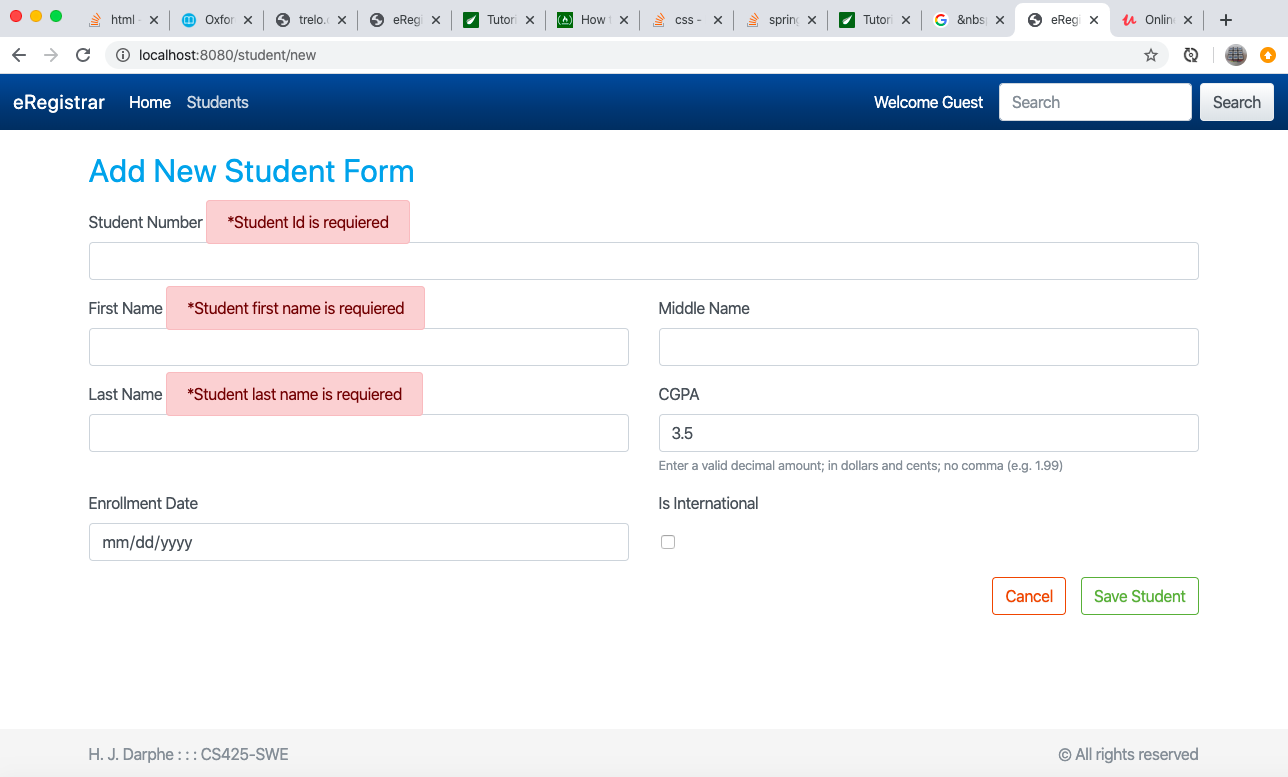 html - Oxfor trelo.c eRegi Tutori How t css - spring Tutori &nbsp eRegi Onlin
localhost:8080/student/new
eRegistrar Home Students Welcome Guest Search Search
Add New Student Form
Student Number *Student Id is requiered
First Name *Student first name is requiered Middle Name
Last Name *Student last name is requiered CGPA
3.5
Enter a valid decimal amount; in dollars and cents; no comma (e.g. 1.99)
Enrollment Date Is International
mm/dd/yyyy
Cancel Save Student
H. J. Darphe : : : CS425-SWE © All rights reserved